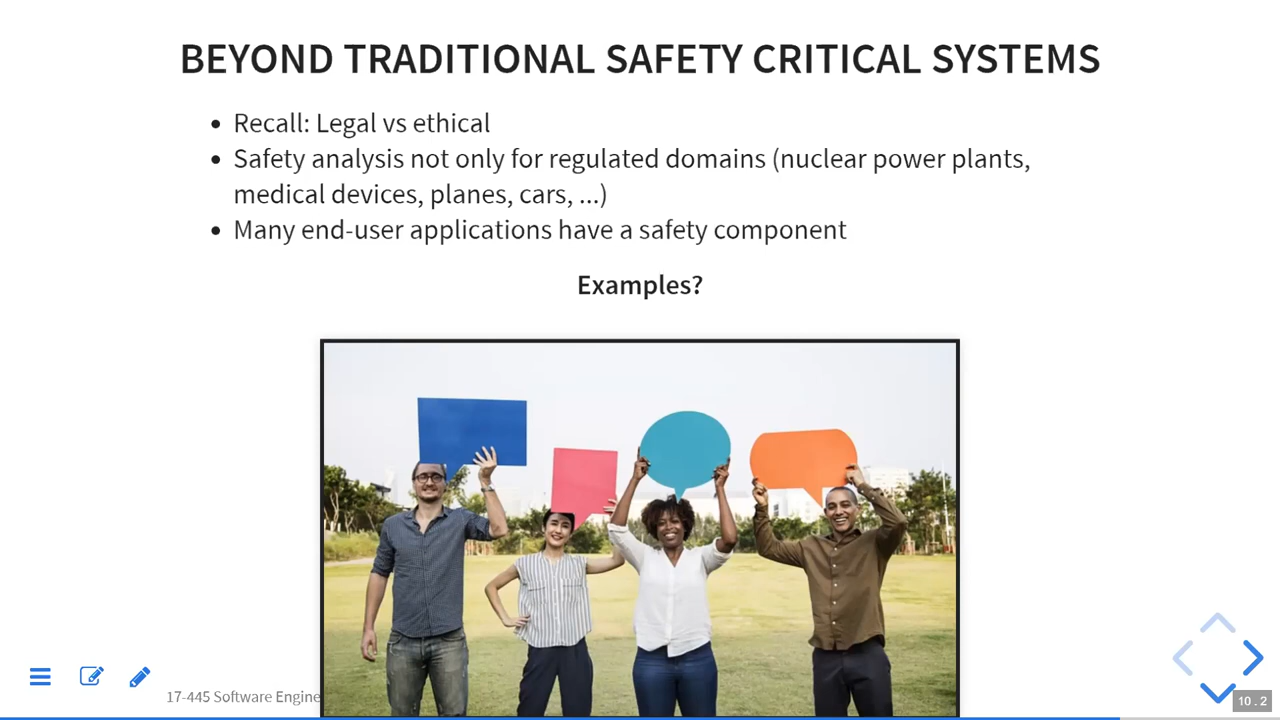 BEYOND TRADITIONAL SAFETY CRITICAL SYSTEMS
• Recall: Legal vs ethical
• Safety analysis not only for regulated domains (nuclear power plants,
medical devices, planes, cars, ...)
• Many end-user applications have a safety component
Examples?
17-445 Software Engine
10 . 2